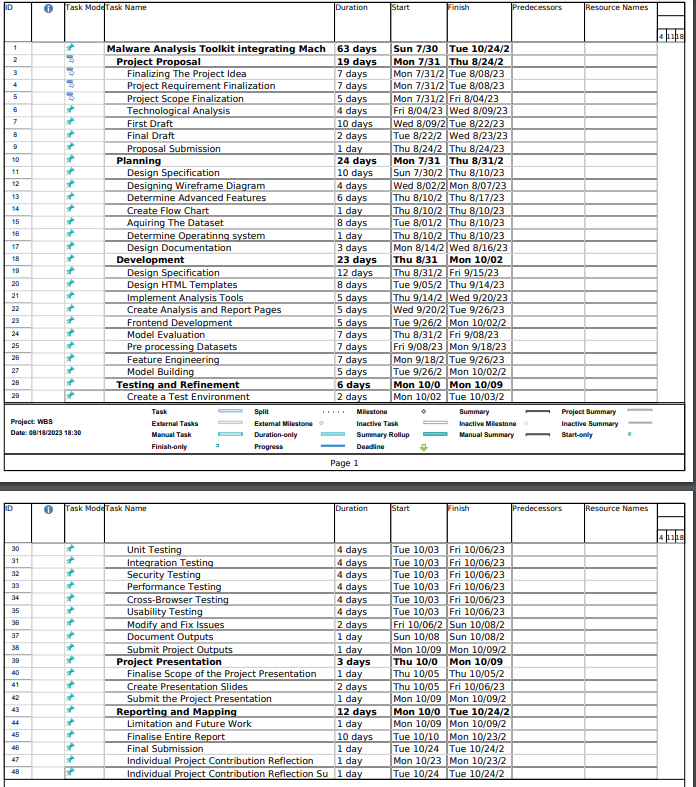 ID Task Mode Task Name Duration Start Finish Predecessors Resource Names
4 11 18
1 Malware Analysis Toolkit integrating Mach 63 days Sun 7/30 Tue 10/24/2
2 Project Proposal 19 days Mon 7/31 Thu 8/24/2
3 Finalizing The Project Idea 7 days Mon 7/31/2 Tue 8/08/23
4 Project Requirement Finalization 7 days Mon 7/31/2 Tue 8/08/23
5 Project Scope Finalization 5 days Mon 7/31/2 Fri 8/04/23
6 Technological Analysis 4 days Fri 8/04/23 Wed 8/09/23
7 First Draft 10 days Wed 8/09/2 Tue 8/22/23
8 Final Draft 2 days Tue 8/22/2 Wed 8/23/23
9 Proposal Submission 1 day Thu 8/24/2 Thu 8/24/23
10 Planning 24 days Mon 7/31 Thu 8/31/2
11 Design Specification 10 days Sun 7/30/2 Thu 8/10/23
12 Designing Wireframe Diagram 4 days Wed 8/02/2 Mon 8/07/23
13 Determine Advanced Features 6 days Thu 8/10/2 Thu 8/17/23
14 Create Flow Chart 1 day Thu 8/10/2 Thu 8/10/23
15 Aquiring The Dataset 8 days Tue 8/01/2 Thu 8/10/23
16 Determine Operatinng system 1 day Thu 8/10/2 Thu 8/10/23
17 Design Documentation 3 days Mon 8/14/2 Wed 8/16/23
18 Development 23 days Thu 8/31 Mon 10/02
19 Design Specification 12 days Thu 8/31/2 Fri 9/15/23
20 Design HTML Templates 8 days Tue 9/05/2 Thu 9/14/23
21 Implement Analysis Tools 5 days Thu 9/14/2 Wed 9/20/23
22 Create Analysis and Report Pages 5 days Wed 9/20/2 Tue 9/26/23
23 Frontend Development 5 days Tue 9/26/2 Mon 10/02/2
24 Model Evaluation 7 days Thu 8/31/2 Fri 9/08/23
25 Pre processing Datasets 7 days Fri 9/08/23 Mon 9/18/23
26 Feature Engineering 7 days Mon 9/18/2 Tue 9/26/23
27 Model Building 5 days Tue 9/26/2 Mon 10/02/2
28 Testing and Refinement 6 days Mon 10/0 Mon 10/09
29 Create a Test Environment 2 days Mon 10/02 Tue 10/03/2
Project: WBS
Date: 08/18/2023 18:30
Task Split Milestone Summary Project Summary
External Tasks External Milestone Inactive Task Inactive Milestone Inactive Summary
Manual Task Duration-only Summary Rollup Manual Summary Start-only
Finish-only Progress Deadline
Page 1
ID Task Mode Task Name Duration Start Finish Predecessors Resource Names
4 11 18
30 Unit Testing 4 days Tue 10/03 Fri 10/06/23
31 Integration Testing 4 days Tue 10/03 Fri 10/06/23
32 Security Testing 4 days Tue 10/03 Fri 10/06/23
33 Performance Testing 4 days Tue 10/03 Fri 10/06/23
34 Cross-Browser Testing 4 days Tue 10/03 Fri 10/06/23
35 Usability Testing 4 days Tue 10/03 Fri 10/06/23
36 Modify and Fix Issues 2 days Fri 10/06/2 Sun 10/08/2
37 Document Outputs 1 day Sun 10/08 Sun 10/08/2
38 Submit Project Outputs 1 day Mon 10/09 Mon 10/09/2
39 Project Presentation 3 days Thu 10/0 Mon 10/09
40 Finalise Scope of the Project Presentation 1 day Thu 10/05 Thu 10/05/2
41 Create Presentation Slides 2 days Thu 10/05 Fri 10/06/23
42 Submit the Project Presentation 1 day Mon 10/09 Mon 10/09/2
43 Reporting and Mapping 12 days Mon 10/0 Tue 10/24/2
44 Limitation and Future Work 1 day Mon 10/09 Mon 10/09/2
45 Finalise Entire Report 10 days Tue 10/10 Mon 10/23/2
46 Final Submission 1 day Tue 10/24 Tue 10/24/2
47 Individual Project Contribution Reflection 1 day Mon 10/23 Mon 10/23/2
48 Individual Project Contribution Reflection Su 1 day Tue 10/24 Tue 10/24/2